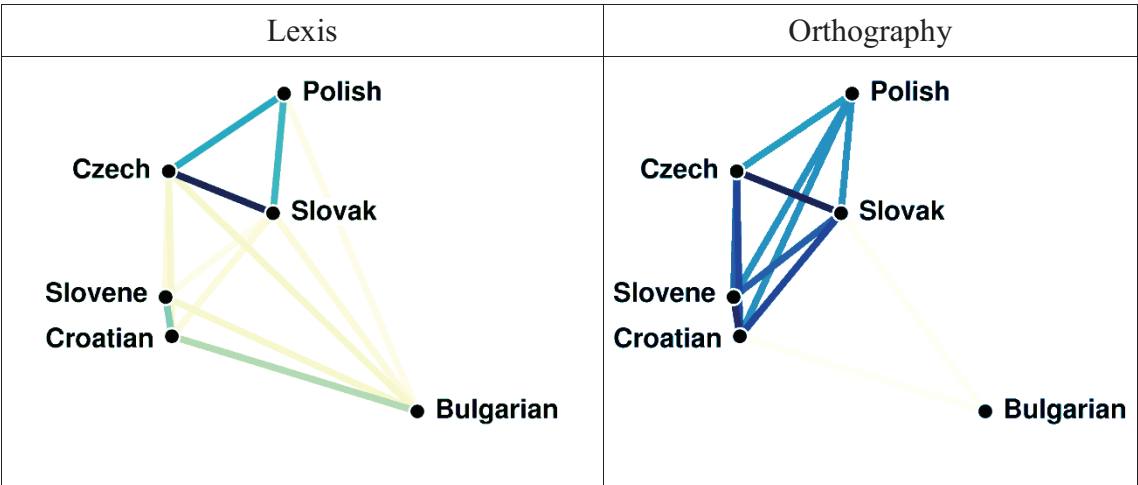 Lexis
Orthography
Polish
Czech
Slovak
Slovene
Croatian
Bulgarian
Polish
Czech
Slovak
Slovene
Croatian
Bulgarian